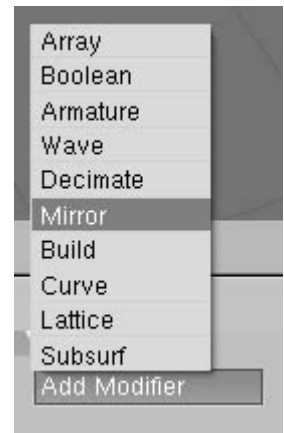 Array
Boolean
Armature
Wave
Decimate
Mirror
Build
Curve
Lattice
Subsurf
Add Modifier